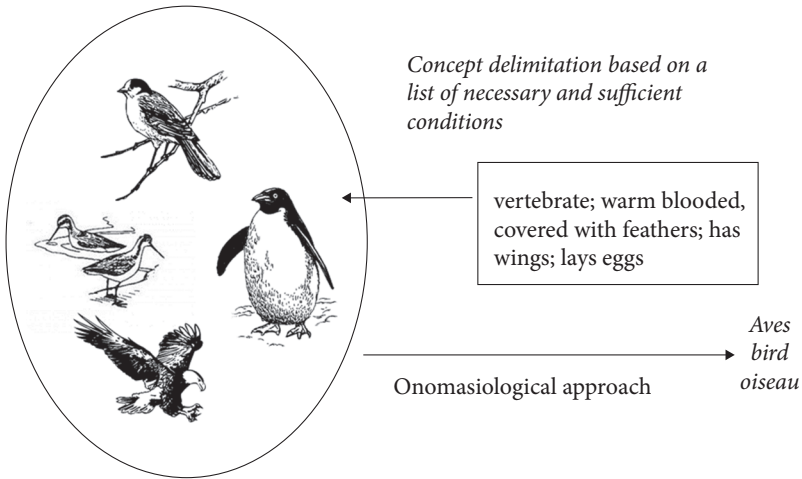 Concept delimitation based on a
list of necessary and sufficient
conditions
vertebrate; warm blooded,
covered with feathers; has
wings; lays eggs
Aves
bird
oiseau
Onomasiological approach